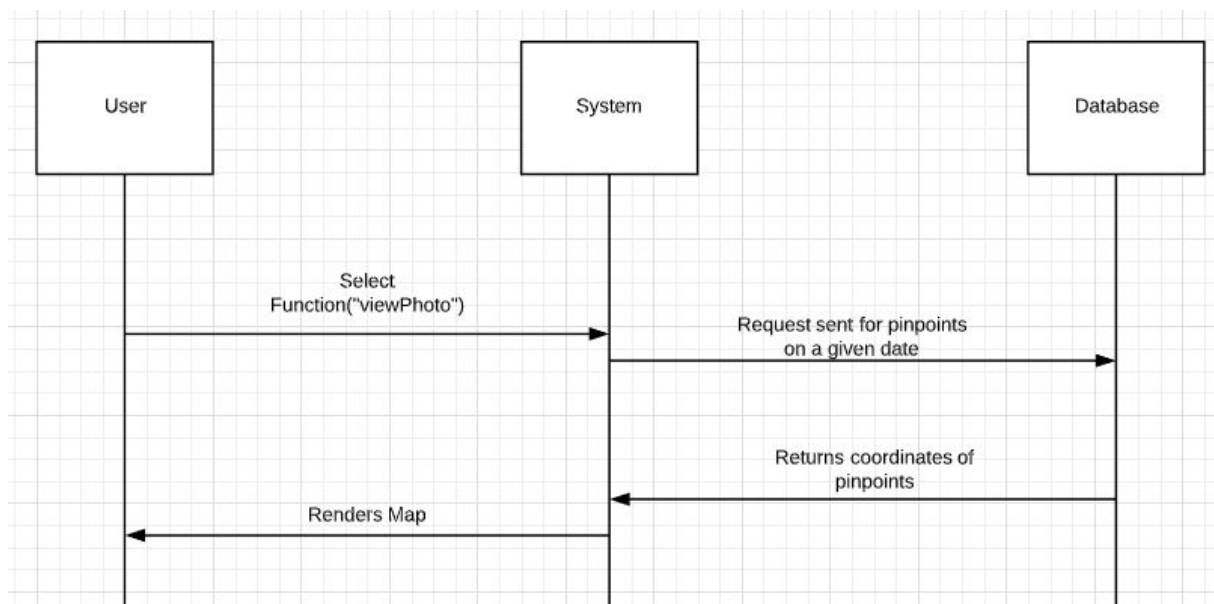 User
System
Database
Select
Function("viewPhoto")
Request sent for pinpoints
on a given date
Returns coordinates of
pinpoints
Renders Map